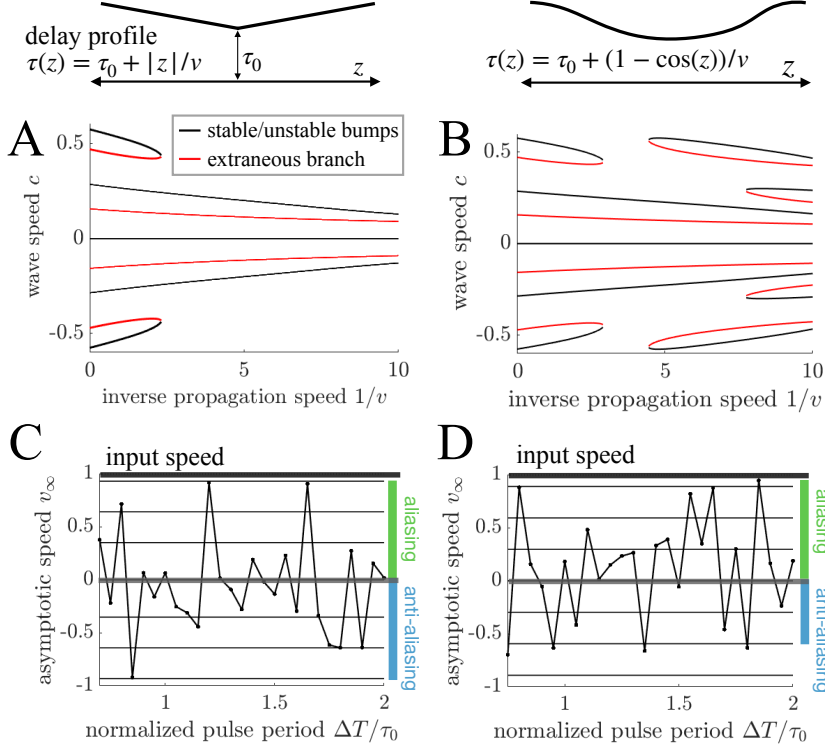 delay profile
τ(z) = τ₀ + |z|/v
τ₀
z
τ(z) = τ₀ + (1 − cos(z))/v
z
A
stable/unstable bumps
extraneous branch
0.5
0
-0.5
wave speed c
0
5
10
inverse propagation speed 1/v
B
0.5
0
-0.5
wave speed c
0
5
10
inverse propagation speed 1/v
C
input speed
1
0.5
0
-0.5
-1
asymptotic speed v∞
aliasing
anti-aliasing
1
1.5
2
normalized pulse period ΔT/τ₀
D
input speed
1
0.5
0
-0.5
-1
asymptotic speed v∞
aliasing
anti-aliasing
1
1.5
2
normalized pulse period ΔT/τ₀